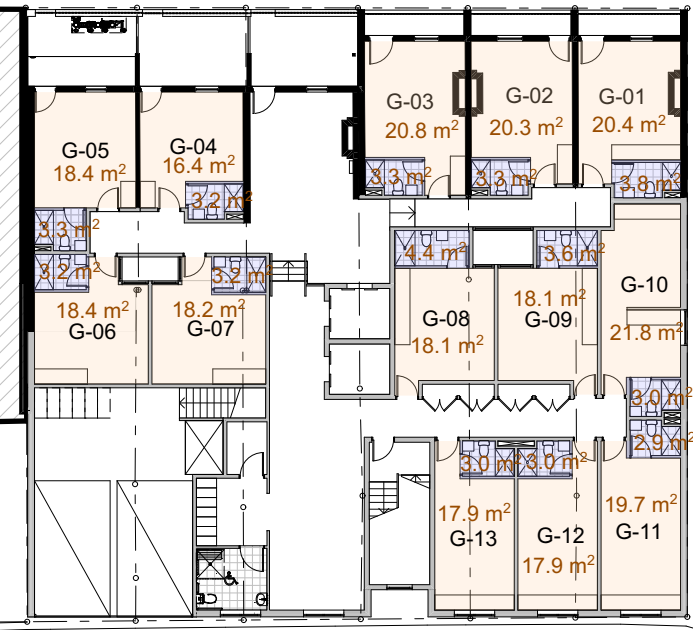 G-05
18.4 m²
3.3 m²
G-04
16.4 m²
3.2 m²
G-03
20.8 m²
3.3 m²
G-02
20.3 m²
3.3 m²
G-01
20.4 m²
3.8 m²
3.2 m²
18.4 m²
G-06
3.2 m²
18.2 m²
G-07
4.4 m²
G-08
18.1 m²
3.6 m²
18.1 m²
G-09
G-10
21.8 m²
3.0 m²
2.9 m²
3.0 m²
17.9 m²
G-13
3.0 m²
G-12
17.9 m²
19.7 m²
G-11